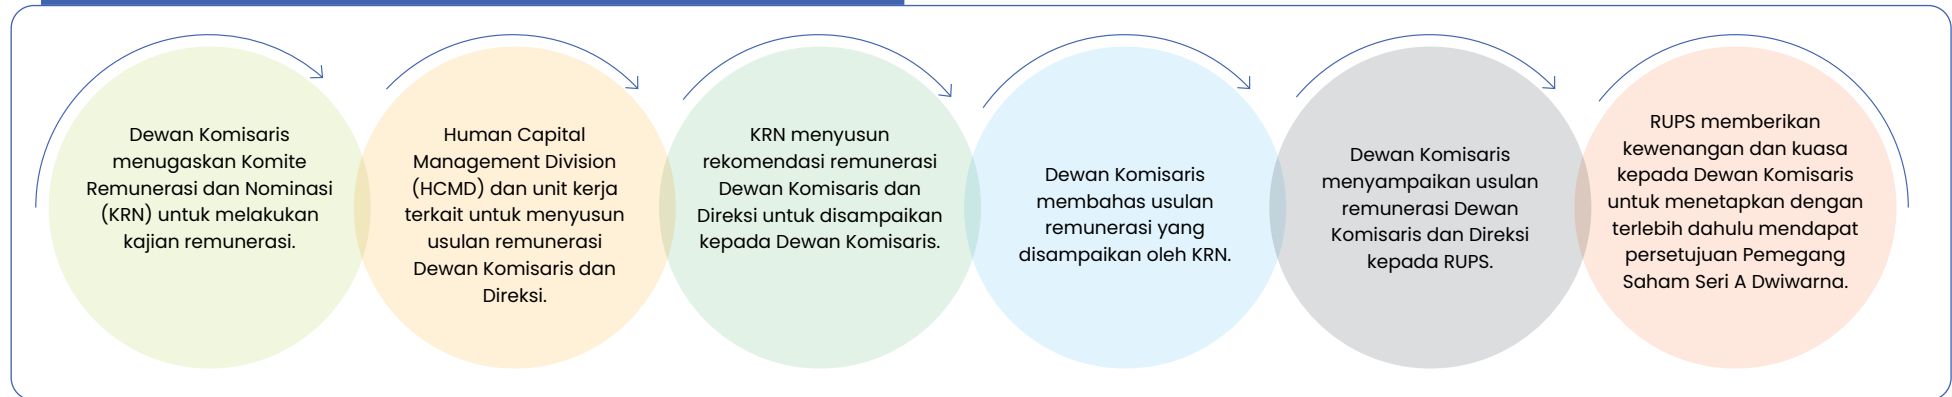 Dewan Komisaris
menugaskan Komite
Remunerasi dan Nominasi
(KRN) untuk melakukan
kajian remunerasi.
Human Capital
Management Division
(HCMD) dan unit kerja
terkait untuk menyusun
usulan remunerasi
Dewan Komisaris dan
Direksi.
KRN menyusun
rekomendasi remunerasi
Dewan Komisaris dan
Direksi untuk disampaikan
kepada Dewan Komisaris.
Dewan Komisaris
membahas usulan
remunerasi yang
disampaikan oleh KRN.
Dewan Komisaris
menyampaikan usulan
remunerasi Dewan
Komisaris dan Direksi
kepada RUPS.
RUPS memberikan
kewenangan dan kuasa
kepada Dewan Komisaris
untuk menetapkan dengan
terlebih dahulu mendapat
persetujuan Pemegang
Saham Seri A Dwiwarna.